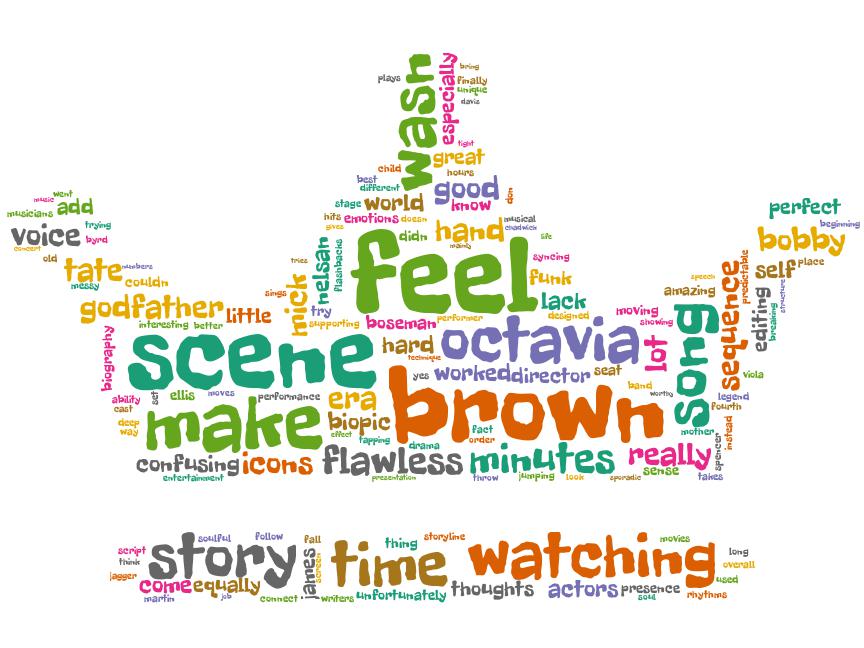 wash
especially
bring
plays
finally
unique
davis
tight
great
child
hours
best
different
good
don
stage
world
know
hits
emotions
doesn
musical
gives
chadwick
didn
hand
mainly
life
went
music
add
musicians
trying
voice
byrd
concert
old
tate
numbers
messy
couldn
godfather
little
perfect
beginning
bobby
self
place
predictable
structure
speech
amazing
editing
breaking
sequence
tries
nelsan
flashbacks
feel
syncing
funk
mick
sings
try
lack
designed
moving
showing
interesting
better
supporting
boseman
performer
biography
scene
hard
technique
octavia
lot
song
yes
worked
director
seat
viola
ability
set
ellis
moves
performance
era
brown
band
worthy
legend
cast
fourth
deep
way
make
biopic
effect
tapping
drama
fact
order
mother
instead
spencer
confusing
icons
flawless
minutes
really
sense
entertainment
presentation
throw
jumping
look
sporadic
takes
script
think
jagger
soulful
follow
fall
story
james
screen
thing
storyline
time
watching
movies
long
overall
used
come
equally
martin
job
connect
writers
unfortunately
thoughts
actors
presence
soul
rhythms